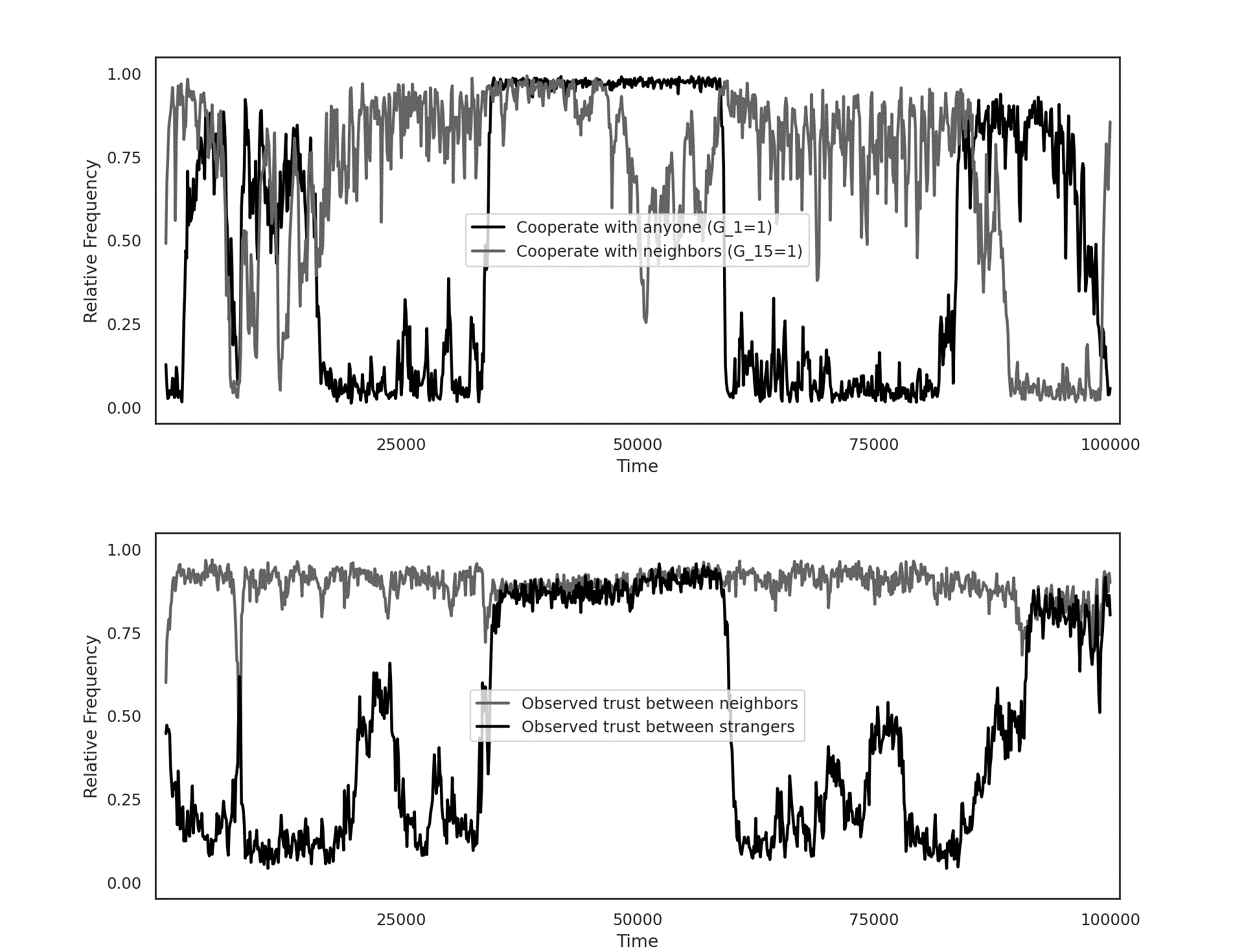 1.00
0.75
0.50
0.25
0.00
Relative Frequency
Cooperate with anyone (G_1=1)
Cooperate with neighbors (G_15=1)
25000 50000 75000 100000
Time
1.00
0.75
0.50
0.25
0.00
Relative Frequency
Observed trust between neighbors
Observed trust between strangers
25000 50000 75000 100000
Time